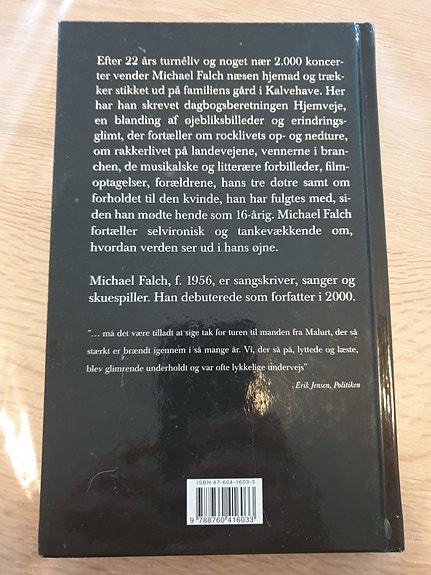 Efter 22 års turnéliv og noget nær 2.000 koncer-
ter vender Michael Falch næsen hjemad og træk-
ker stikket ud på familiens gård i Kalvehave. Her
har han skrevet dagbogsberetningen Hjemveje,
en blanding af øjebliksbilleder og erindrings-
glimt, der fortæller om rocklivets op- og nedture,
om rakkerlivet på landevejene, vennerne i bran-
chen, de musikalske og litterære forbilleder, film-
optagelser, forældrene, hans tre døtre samt om
forholdet til den kvinde, han har fulgtes med, si-
den han mødte hende som 16-årig. Michael Falch
fortæller selvironisk og tankevækkende om,
hvordan verden ser ud i hans øjne.
Michael Falch, f. 1956, er sangskriver, sanger og
skuespiller. Han debuterede som forfatter i 2000.
"... må det være tilladt at sige tak for turen til manden fra Malurt, der så
stærkt er brændt igennem i så mange år. Vi, der så på, lyttede og læste,
blev glimrende underholdt og var ofte lykkelige undervejs"
Erik Jensen, Politiken
ISBN 87-604-1603-3
9 788760 416033